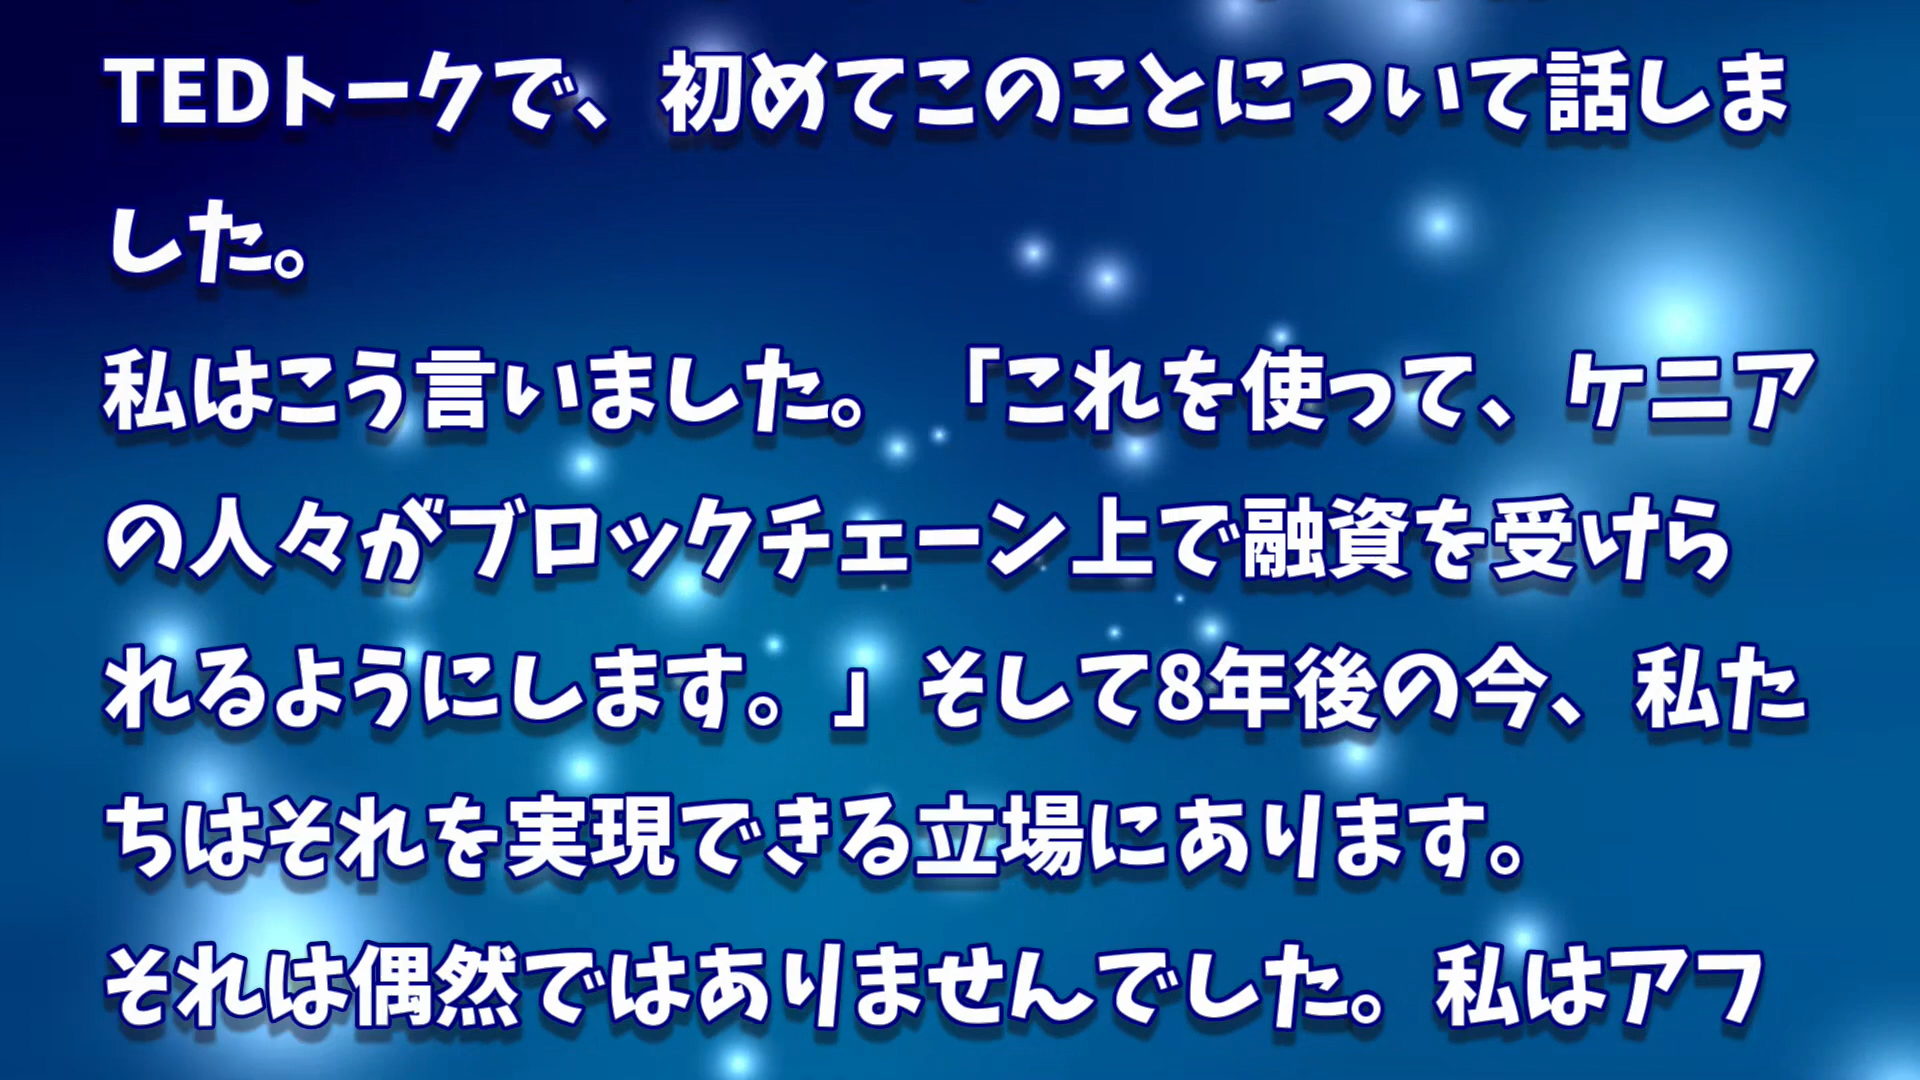 TEDトークで、初めてこのことについて話しま
した。
私はこう言いました。「これを使って、ケニア
の人々がブロックチェーン上で融資を受けら
れるようにします。」そして8年後の今、私た
ちはそれを実現できる立場にあります。
それは偶然ではありませんでした。私はアフ